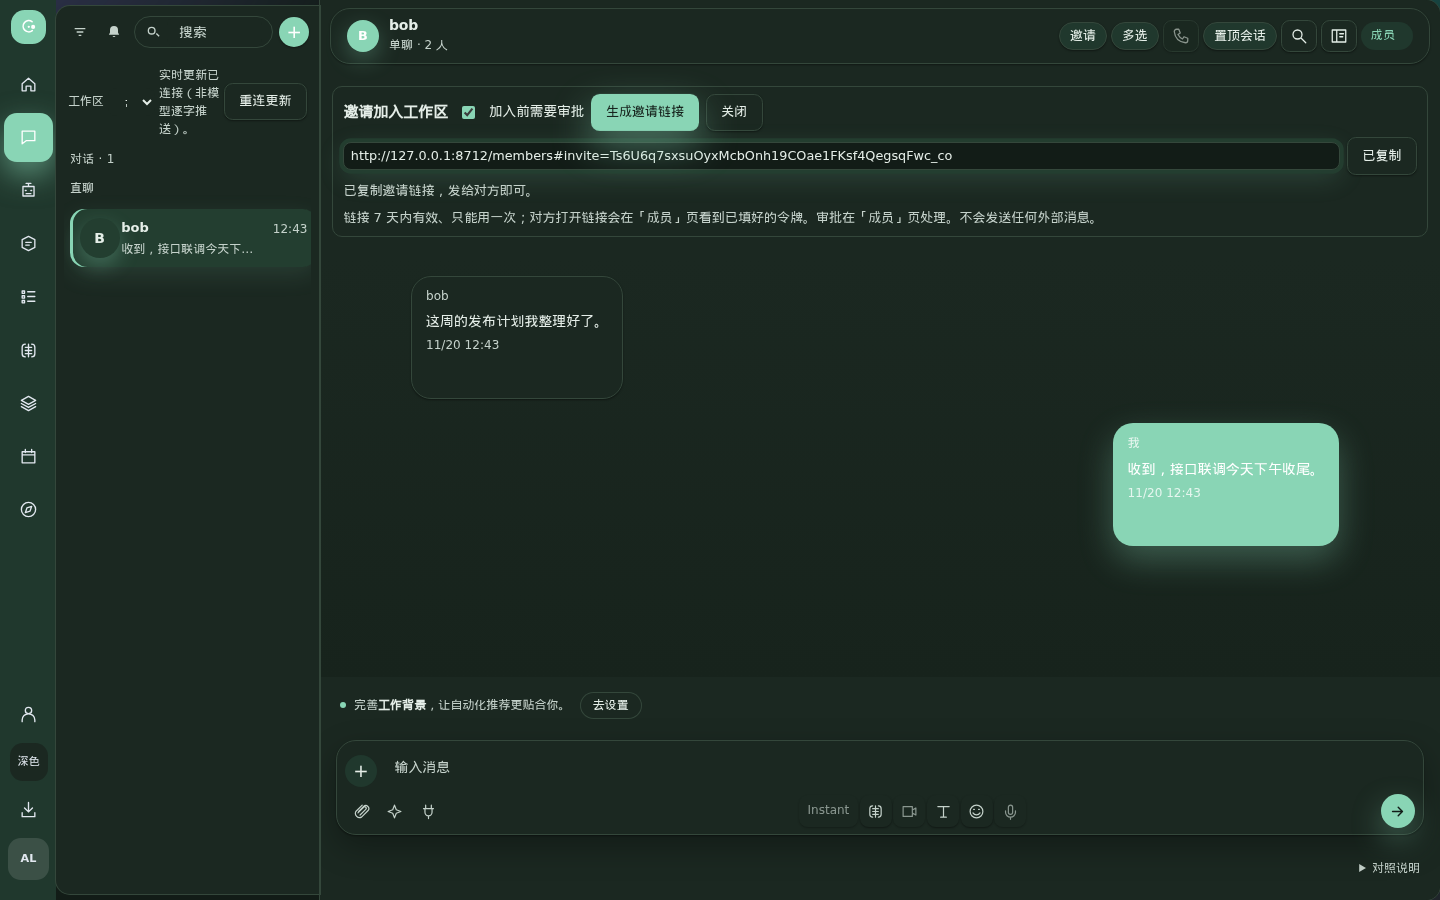 搜索
工作区
;
实时更新已
连接（非模
型逐字推
送）。
重连更新
对话 · 1
直聊
B
bob
12:43
收到，接口联调今天下…
深色
AL
B
bob
单聊 · 2 人
邀请
多选
置顶会话
成员
邀请加入工作区
加入前需要审批
生成邀请链接
关闭
http://127.0.0.1:8712/members#invite=Ts6U6q7sxsuOyxMcbOnh19COae1FKsf4QegsqFwc_co
已复制
已复制邀请链接，发给对方即可。
链接 7 天内有效、只能用一次；对方打开链接会在「成员」页看到已填好的令牌。审批在「成员」页处理。不会发送任何外部消息。
bob
这周的发布计划我整理好了。
11/20 12:43
我
收到，接口联调今天下午收尾。
11/20 12:43
完善工作背景，让自动化推荐更贴合你。
去设置
输入消息
Instant
对照说明